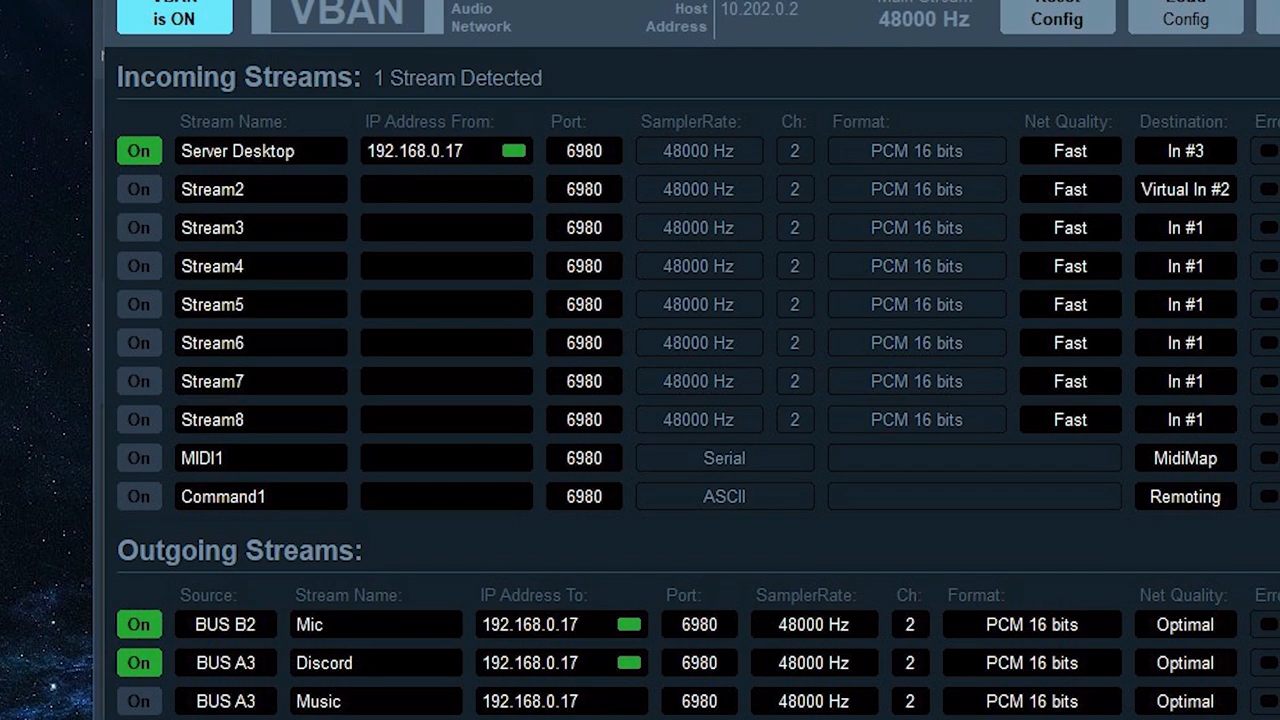 VBAN
is ON
VBAN
Audio
Network
Host
Address
10.202.0.2
Main Stream
48000 Hz
Reset
Config
Load
Config
Incoming Streams: 1 Stream Detected
Stream Name: IP Address From: Port: SamplerRate: Ch: Format: Net Quality: Destination: Erro
On Server Desktop 192.168.0.17 6980 48000 Hz 2 PCM 16 bits Fast In #3
On Stream2 6980 48000 Hz 2 PCM 16 bits Fast Virtual In #2
On Stream3 6980 48000 Hz 2 PCM 16 bits Fast In #1
On Stream4 6980 48000 Hz 2 PCM 16 bits Fast In #1
On Stream5 6980 48000 Hz 2 PCM 16 bits Fast In #1
On Stream6 6980 48000 Hz 2 PCM 16 bits Fast In #1
On Stream7 6980 48000 Hz 2 PCM 16 bits Fast In #1
On Stream8 6980 48000 Hz 2 PCM 16 bits Fast In #1
On MIDI1 6980 Serial MidiMap
On Command1 6980 ASCII Remoting
Outgoing Streams:
Source: Stream Name: IP Address To: Port: SamplerRate: Ch: Format: Net Quality: Erro
On BUS B2 Mic 192.168.0.17 6980 48000 Hz 2 PCM 16 bits Optimal
On BUS A3 Discord 192.168.0.17 6980 48000 Hz 2 PCM 16 bits Optimal
On BUS A3 Music 192.168.0.17 6980 48000 Hz 2 PCM 16 bits Optimal